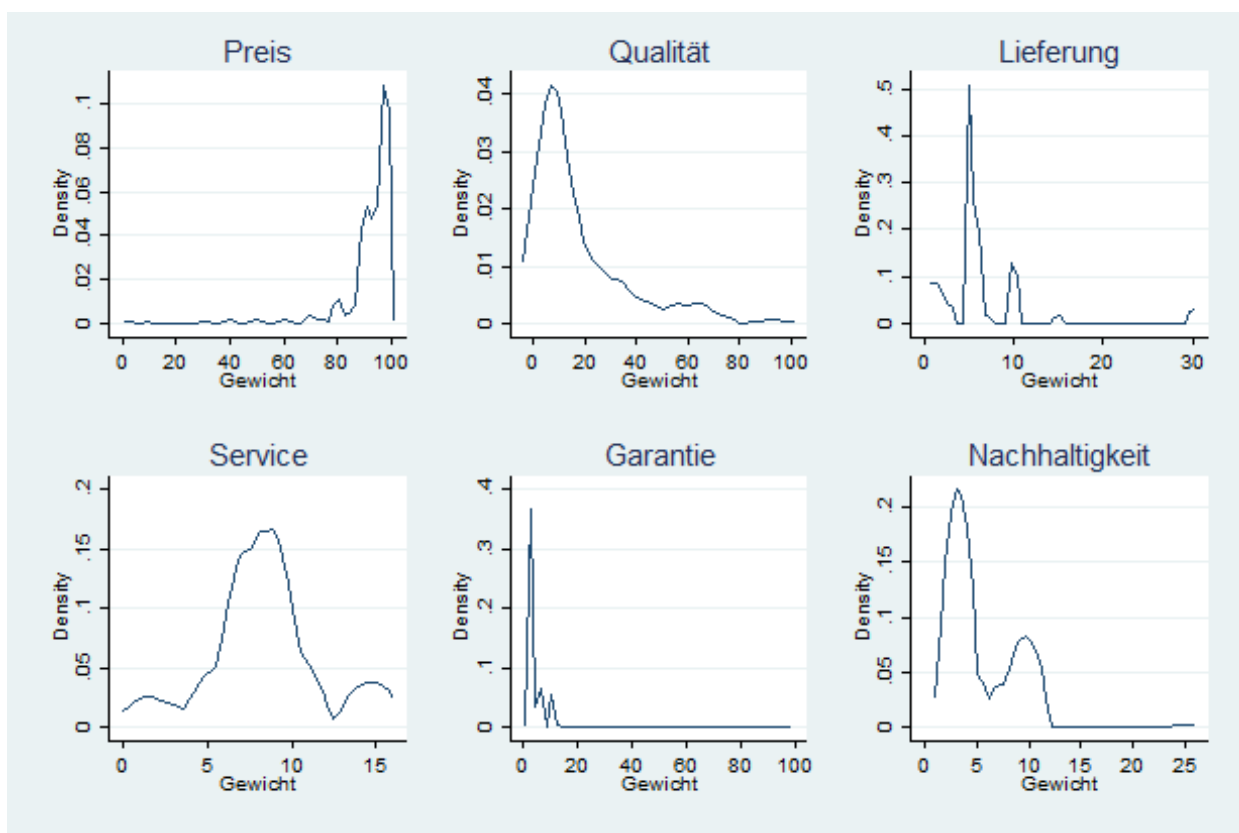 Preis
Density
0 .02 .04 .06 .08 .1
0 20 40 60 80 100
Gewicht
Qualität
Density
0 .01 .02 .03 .04
0 20 40 60 80 100
Gewicht
Lieferung
Density
0 .1 .2 .3 .4 .5
0 10 20 30
Gewicht
Service
Density
0 .05 .1 .15 .2
0 5 10 15
Gewicht
Garantie
Density
0 .1 .2 .3 .4
0 20 40 60 80 100
Gewicht
Nachhaltigkeit
Density
0 .05 .1 .15 .2
0 5 10 15 20 25
Gewicht